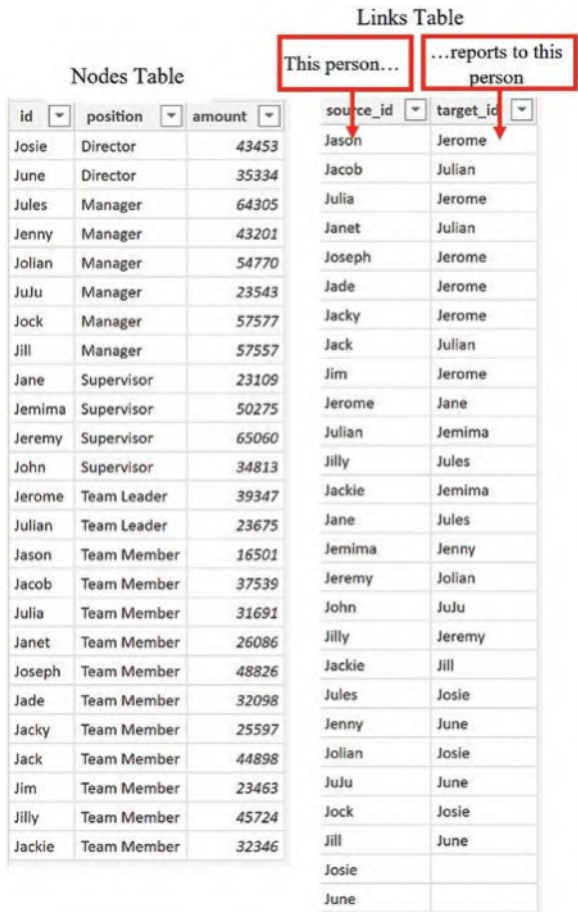 Links Table
This person…
…reports to this
person
Nodes Table
id position amount
Josie Director 43453
June Director 35334
Jules Manager 64305
Jenny Manager 43201
Jolian Manager 54770
JuJu Manager 23543
Jock Manager 57577
Jill Manager 57557
Jane Supervisor 23109
Jemima Supervisor 50275
Jeremy Supervisor 65060
John Supervisor 34813
Jerome Team Leader 39347
Julian Team Leader 23675
Jason Team Member 16501
Jacob Team Member 37539
Julia Team Member 31691
Janet Team Member 26086
Joseph Team Member 48826
Jade Team Member 32098
Jacky Team Member 25597
Jack Team Member 44898
Jim Team Member 23463
Jilly Team Member 45724
Jackie Team Member 32346
source_id target_id
Jason Jerome
Jacob Julian
Julia Jerome
Janet Julian
Joseph Jerome
Jade Jerome
Jacky Jerome
Jack Julian
Jim Jerome
Jerome Jane
Julian Jemima
Jilly Jules
Jackie Jemima
Jane Jules
Jemima Jenny
Jeremy Jolian
John JuJu
Jilly Jeremy
Jackie Jill
Jules Josie
Jenny June
Jolian Josie
JuJu June
Jock Josie
Jill June
Josie
June